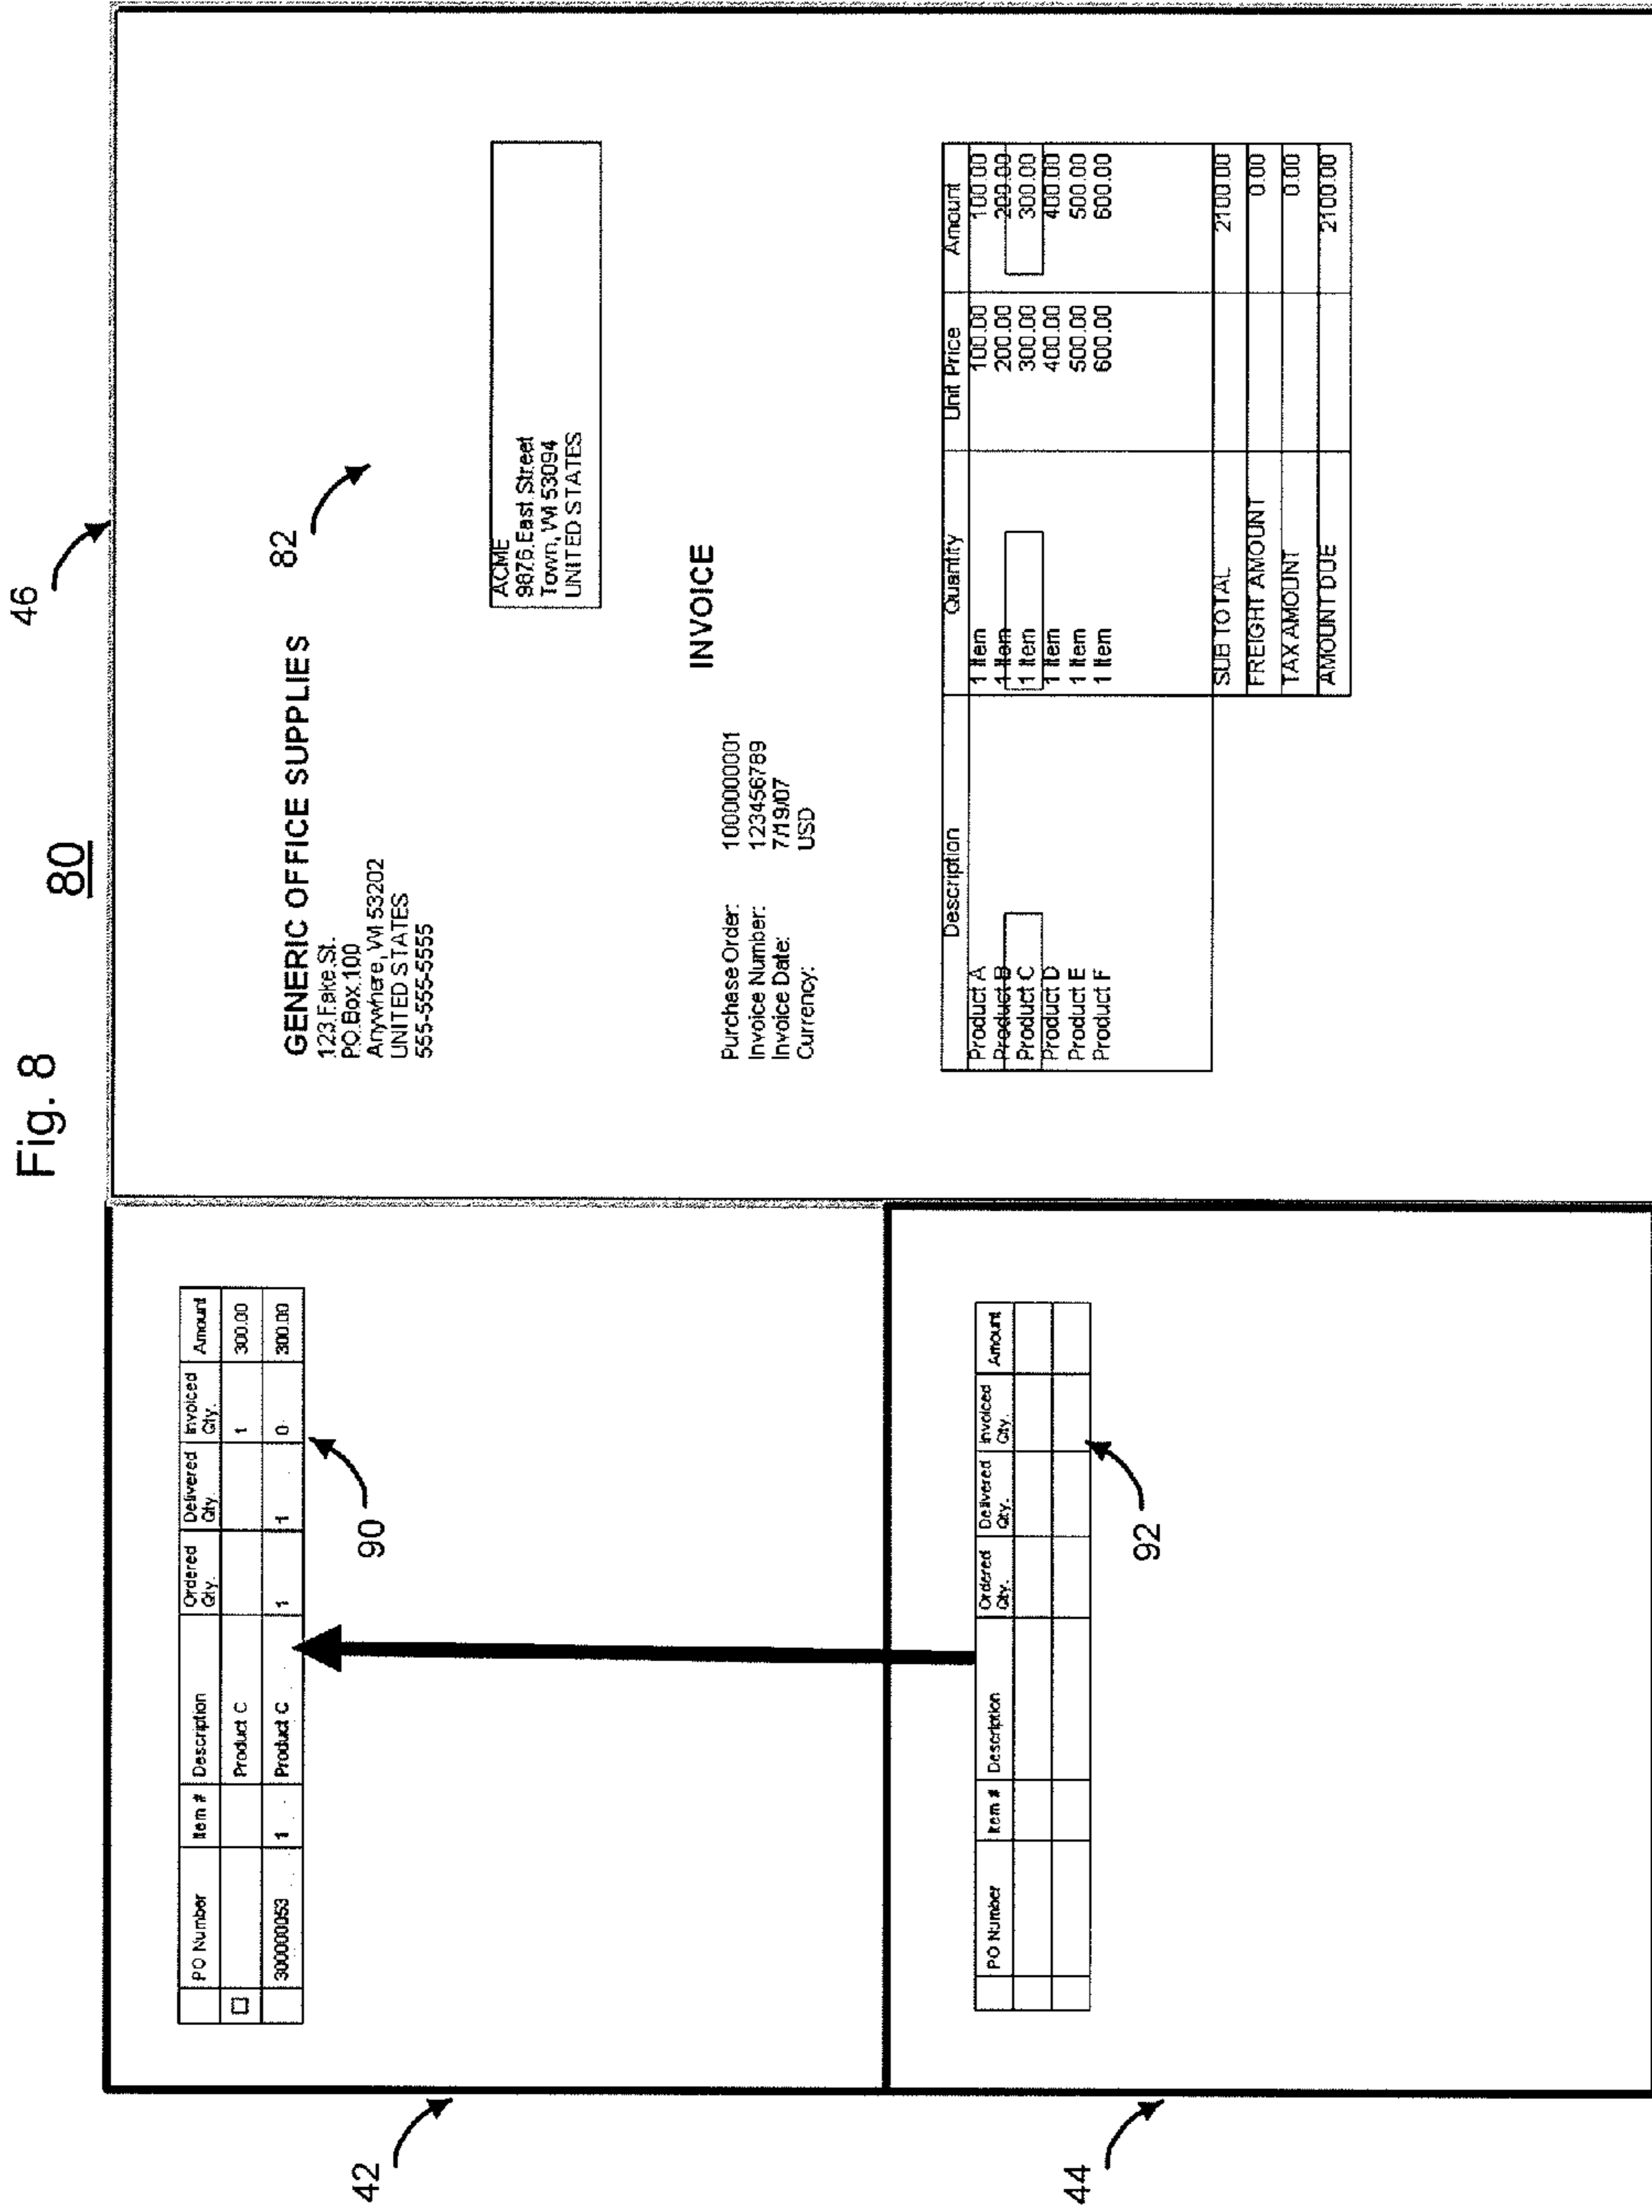 Fig. 8
80
46
42
PO Number Item # Description Ordered Qty. Delivered Qty. Invoiced Qty. Amount
☐ Product C 1 300.00
300000053 1 Product C 1 1 0 300.00
90
44
PO Number Item # Description Ordered Qty. Delivered Qty. Invoiced Qty. Amount
92
GENERIC OFFICE SUPPLIES
82
123 Fake St.
PO Box 100
Anywhere, WI 53202
UNITED STATES
555-555-5555
ACME
9876 East Street
Town, WI 53094
UNITED STATES
INVOICE
Purchase Order: 1000000001
Invoice Number: 123456789
Invoice Date: 7/19/07
Currency: USD
Description Quantity Unit Price Amount
Product A 1 Item 100.00 100.00
Product B 1 Item 200.00 200.00
Product C 1 Item 300.00 300.00
Product D 1 Item 400.00 400.00
Product E 1 Item 500.00 500.00
Product F 1 Item 600.00 600.00
SUB TOTAL 2100.00
FREIGHT AMOUNT 0.00
TAX AMOUNT 0.00
AMOUNT DUE 2100.00